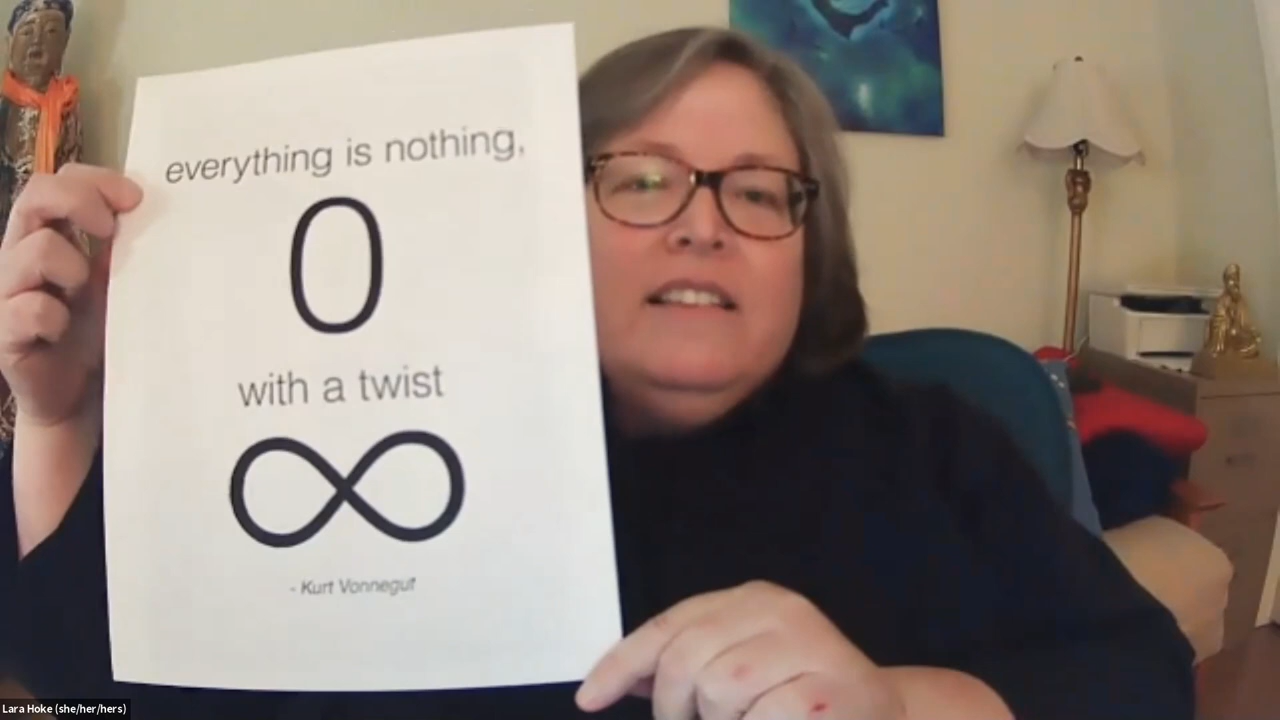 everything is nothing,
0
with a twist
∞
- Kurt Vonnegut
Lara Hoke (she/her/hers)